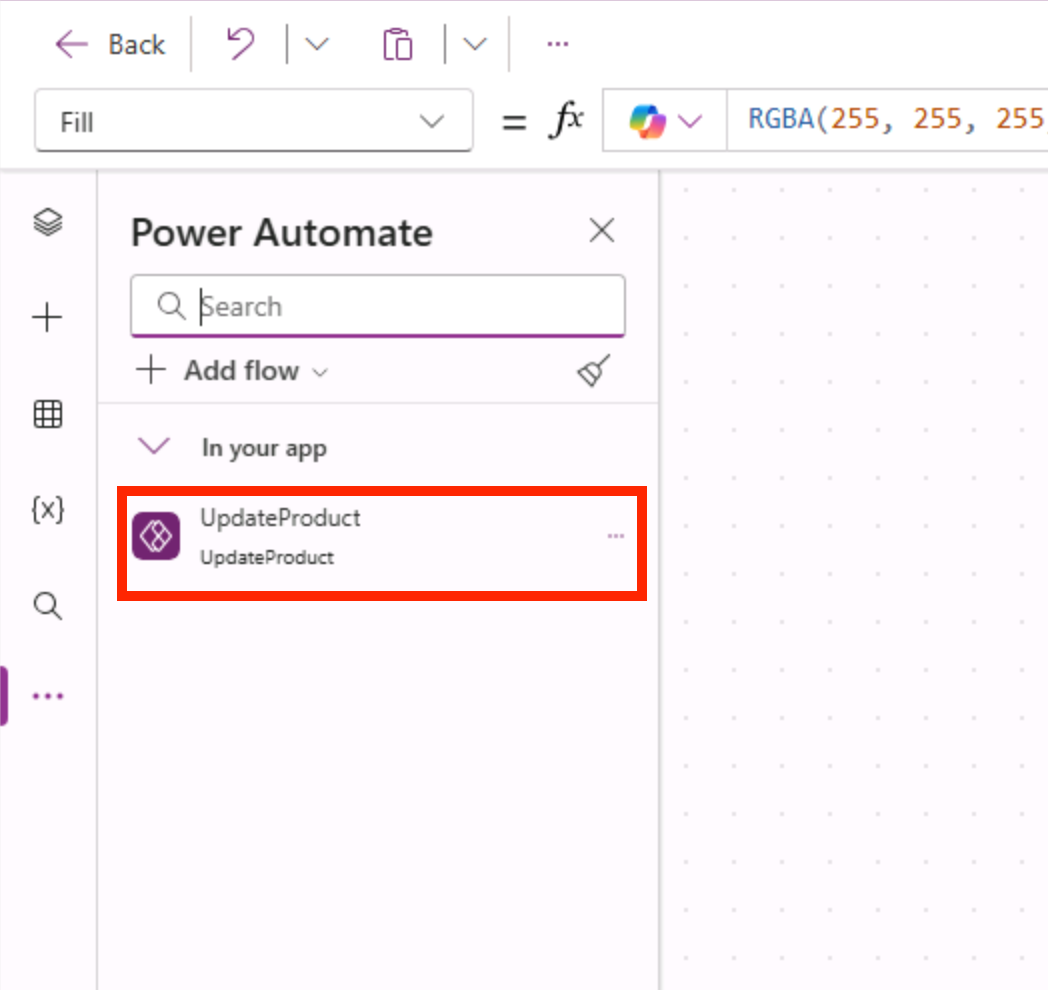 Back
Fill
= fx
RGBA(255, 255, 255,
Power Automate
Search
Add flow
In your app
{x}
UpdateProduct
UpdateProduct